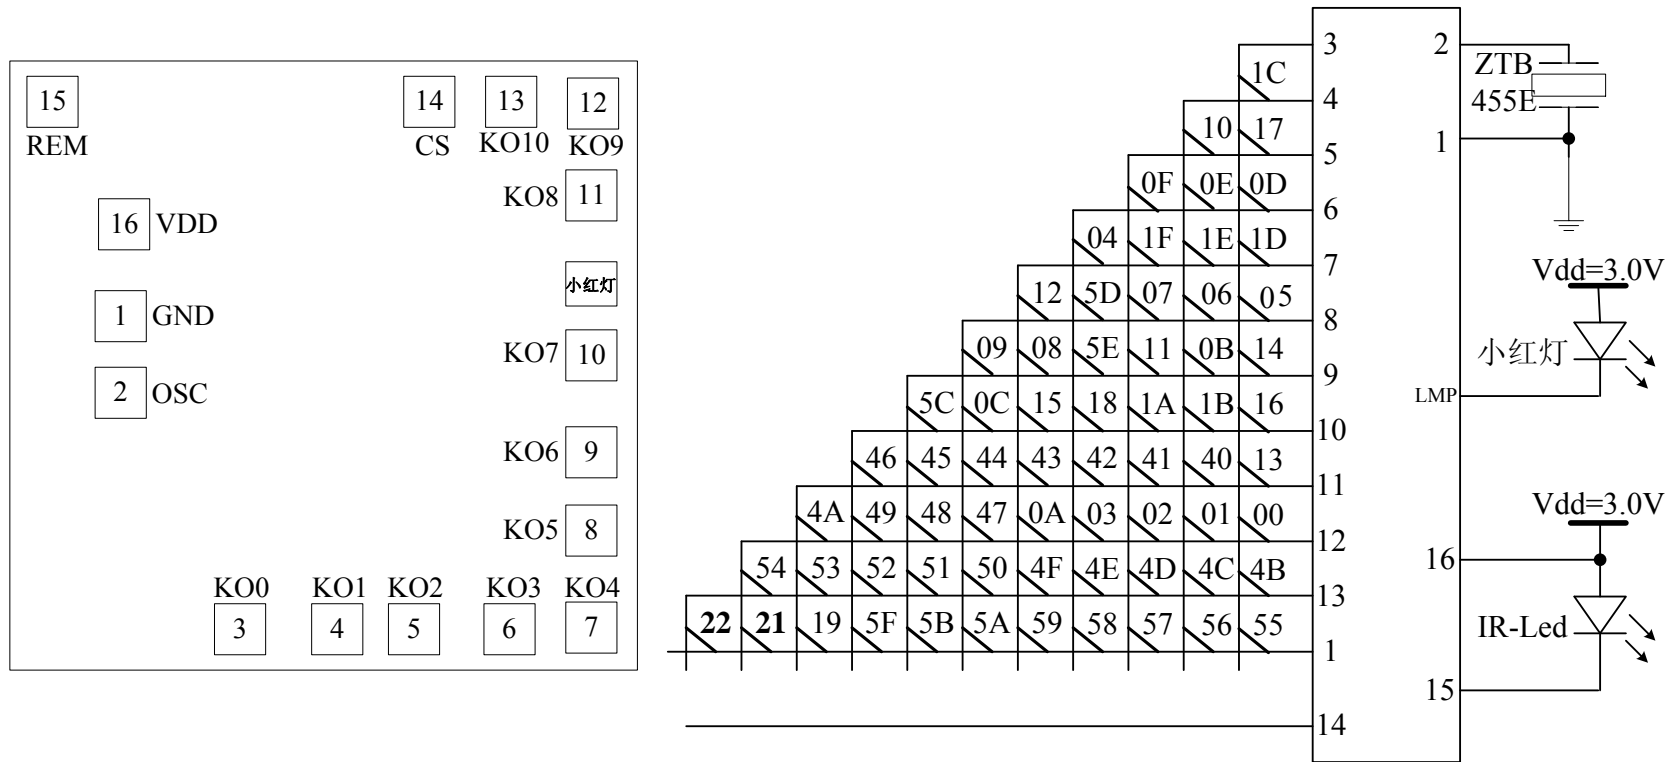 15 14 13 12
REM CS KO10 KO9
KO8 11
16 VDD
小红灯
1 GND
KO7 10
2 OSC
KO6 9
KO5 8
KO0 KO1 KO2 KO3 KO4
3 4 5 6 7
3
1C
4
10 17
5
0F 0E 0D
6
04 1F 1E 1D
7
12 5D 07 06 05
8
09 08 5E 11 0B 14
9
5C 0C 15 18 1A 1B 16
10
46 45 44 43 42 41 40 13
11
4A 49 48 47 0A 03 02 01 00
12
54 53 52 51 50 4F 4E 4D 4C 4B
13
22 21 19 5F 5B 5A 59 58 57 56 55
1
14
2
ZTB
455E
1
Vdd=3.0V
小红灯
LMP
Vdd=3.0V
16
IR-Led
15